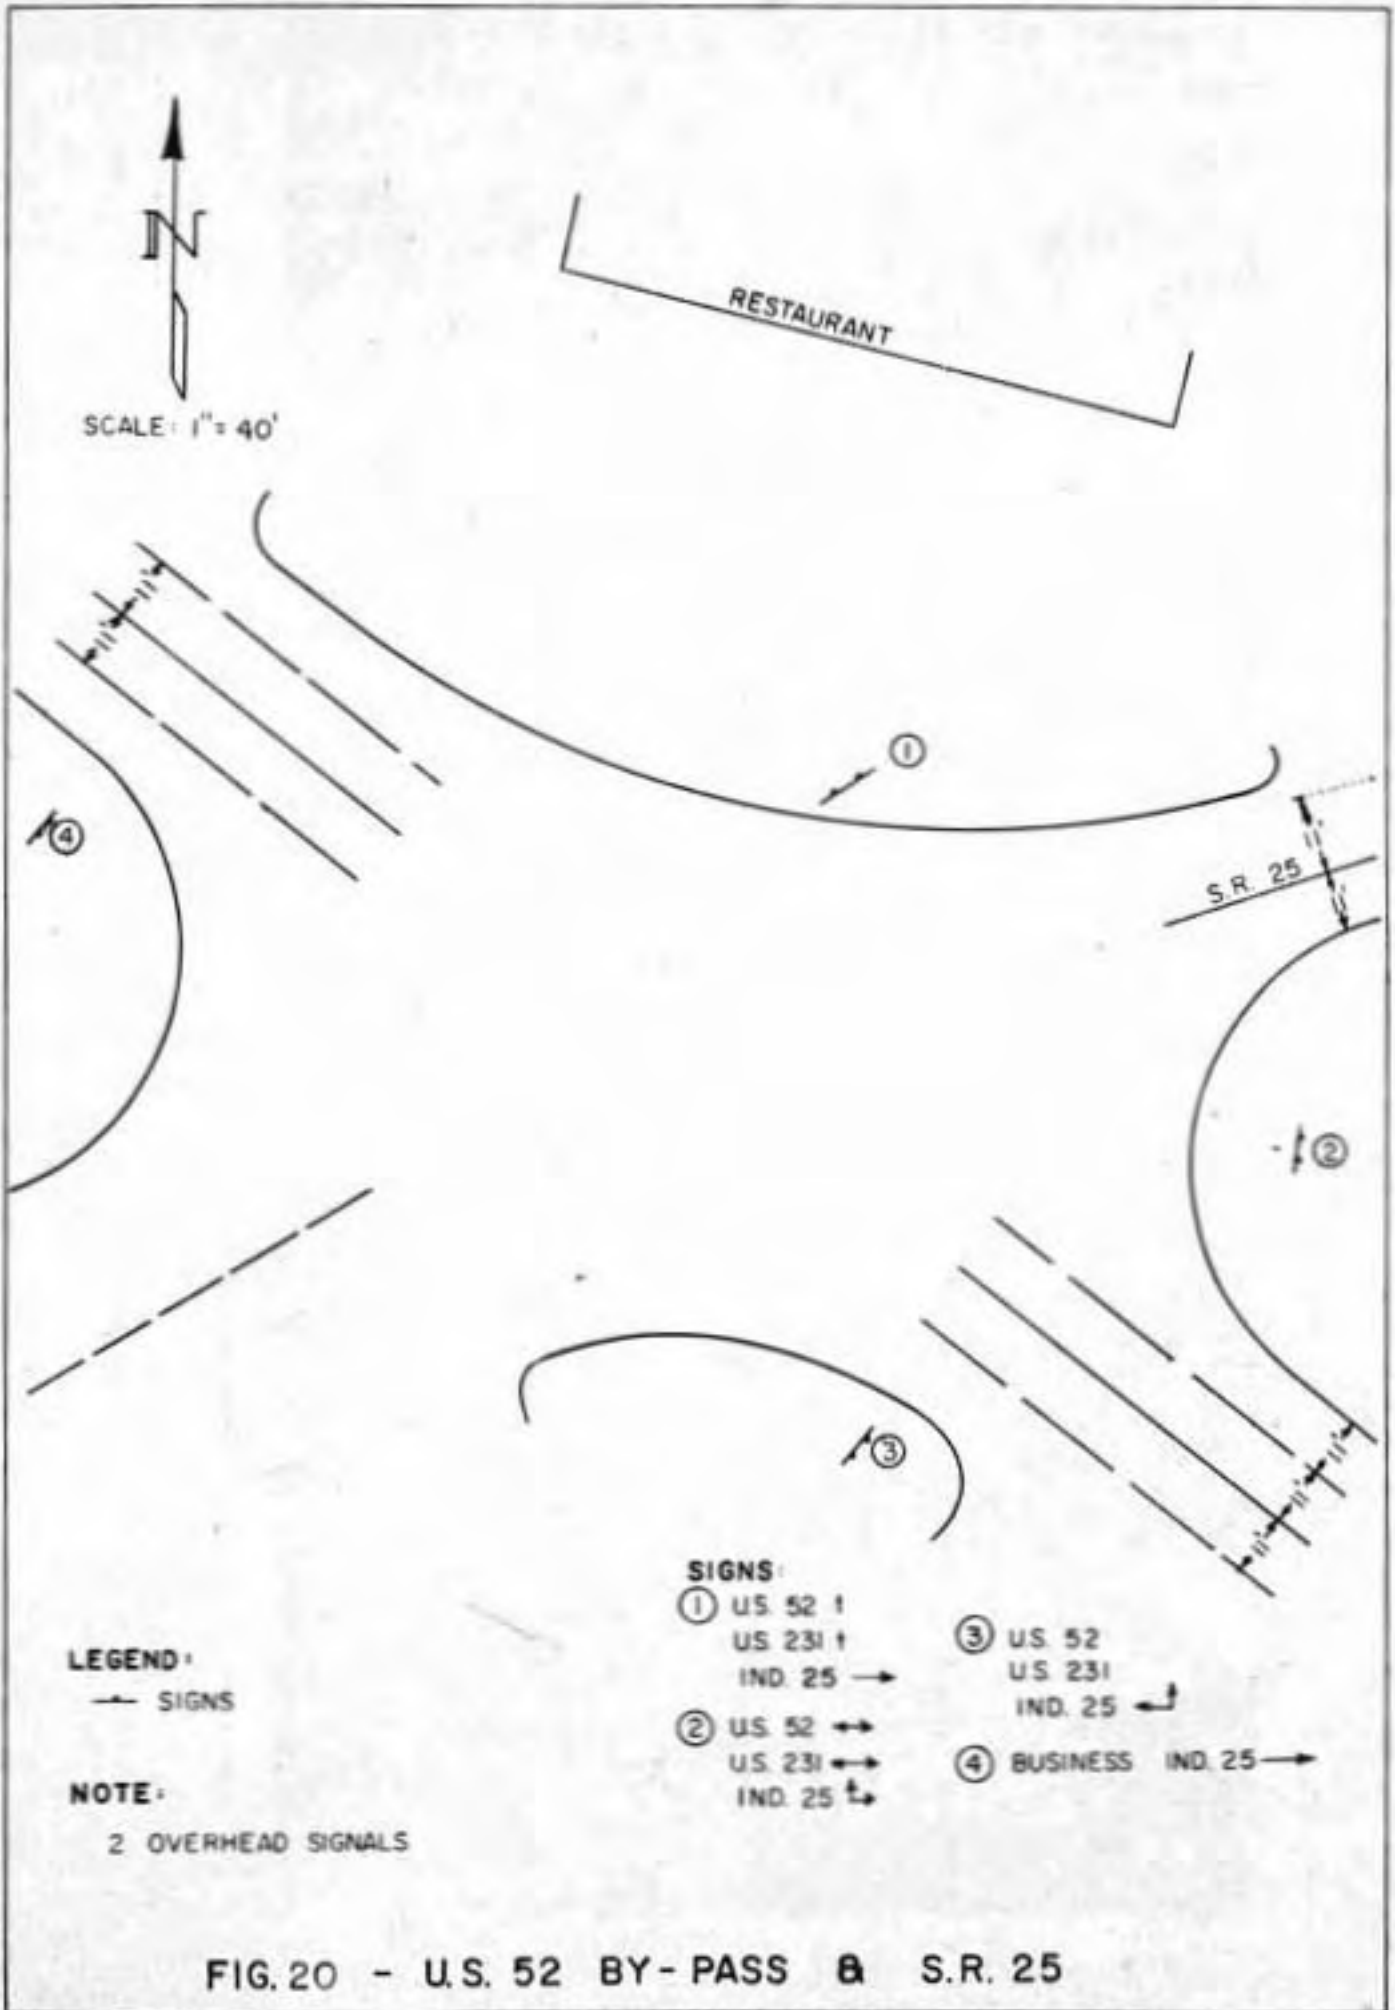 N
SCALE: 1" = 40'
RESTAURANT
11'
11'
1
4
11'
S.R. 25
2
3
11'
11'
11'
SIGNS:
1 U.S. 52 ↑
U.S. 231 ↑
IND. 25 →
2 U.S. 52 ↔
U.S. 231 ↔
IND. 25
3 U.S. 52
U.S. 231
IND. 25
4 BUSINESS IND. 25 →
LEGEND:
SIGNS
NOTE:
2 OVERHEAD SIGNALS
FIG. 20 - U.S. 52 BY-PASS & S.R. 25